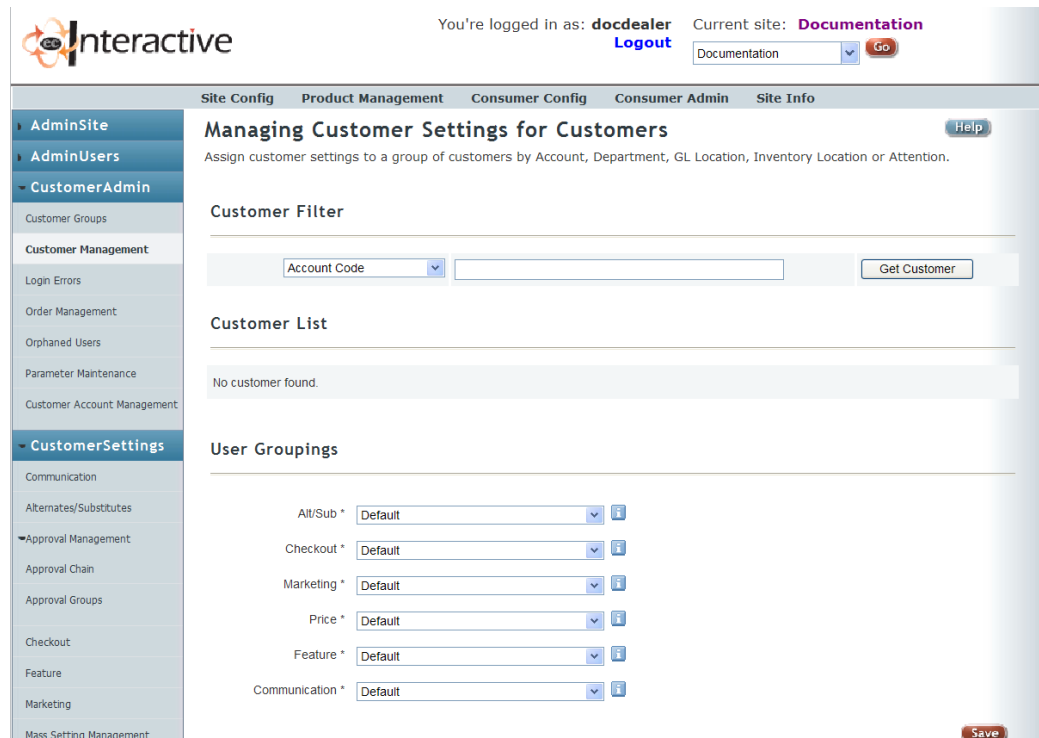 ecinteractive
You're logged in as: docdealer
Logout
Current site: Documentation
Documentation
Go
Site Config Product Management Consumer Config Consumer Admin Site Info
AdminSite
AdminUsers
CustomerAdmin
Customer Groups
Customer Management
Login Errors
Order Management
Orphaned Users
Parameter Maintenance
Customer Account Management
CustomerSettings
Communication
Alternates/Substitutes
Approval Management
Approval Chain
Approval Groups
Checkout
Feature
Marketing
Mass Setting Management
Managing Customer Settings for Customers
Help
Assign customer settings to a group of customers by Account, Department, GL Location, Inventory Location or Attention.
Customer Filter
Account Code
Get Customer
Customer List
No customer found.
User Groupings
Alt/Sub * Default
Checkout * Default
Marketing * Default
Price * Default
Feature * Default
Communication * Default
Save